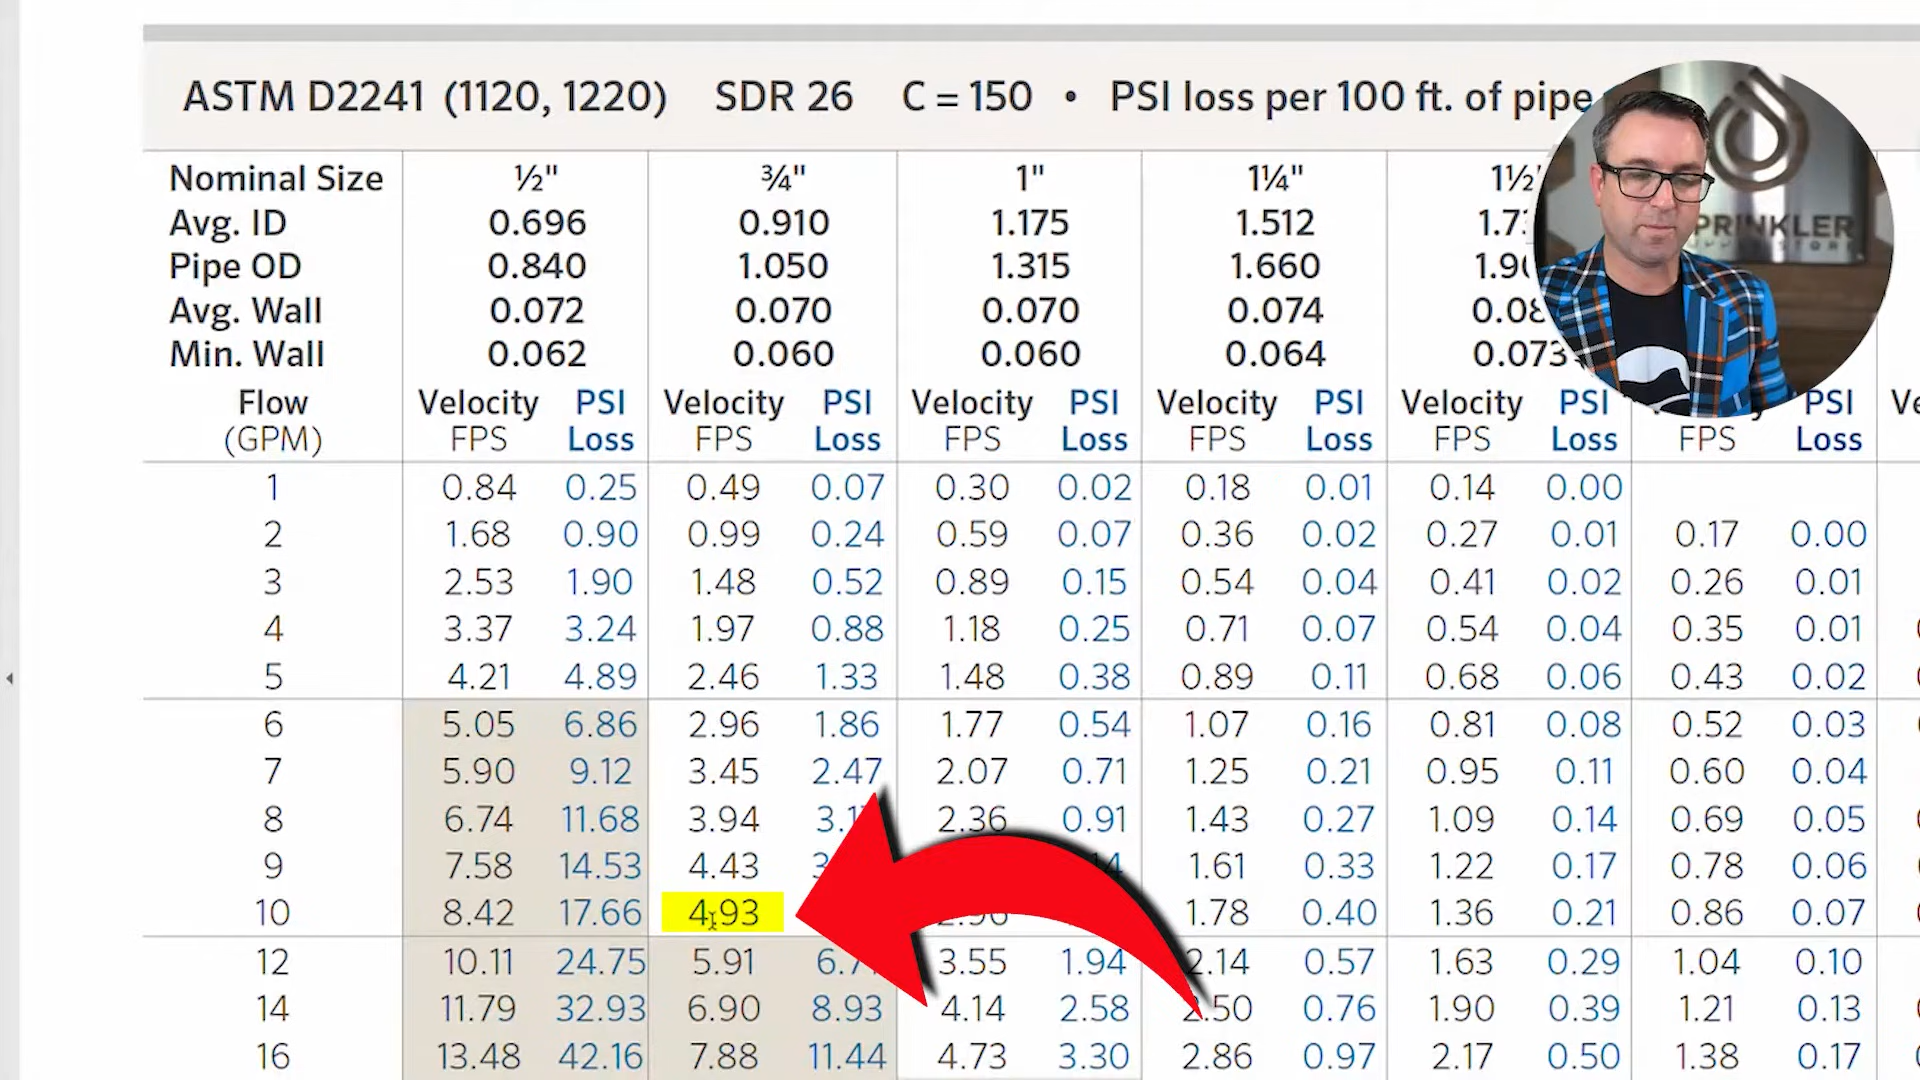 ASTM D2241 (1120, 1220) SDR 26 C = 150 • PSI loss per 100 ft. of pipe
PRINKLER
Nominal Size ½" ¾" 1" 1¼" 1½"
Avg. ID 0.696 0.910 1.175 1.512 1.73
Pipe OD 0.840 1.050 1.315 1.660 1.90
Avg. Wall 0.072 0.070 0.070 0.074 0.08
Min. Wall 0.062 0.060 0.060 0.064 0.073
Flow Velocity PSI Velocity PSI Velocity PSI Velocity PSI Velocity PSI PSI Ve
(GPM) FPS Loss FPS Loss FPS Loss FPS Loss FPS Loss FPS Loss
1 0.84 0.25 0.49 0.07 0.30 0.02 0.18 0.01 0.14 0.00
2 1.68 0.90 0.99 0.24 0.59 0.07 0.36 0.02 0.27 0.01 0.17 0.00
3 2.53 1.90 1.48 0.52 0.89 0.15 0.54 0.04 0.41 0.02 0.26 0.01
4 3.37 3.24 1.97 0.88 1.18 0.25 0.71 0.07 0.54 0.04 0.35 0.01
5 4.21 4.89 2.46 1.33 1.48 0.38 0.89 0.11 0.68 0.06 0.43 0.02
6 5.05 6.86 2.96 1.86 1.77 0.54 1.07 0.16 0.81 0.08 0.52 0.03
7 5.90 9.12 3.45 2.47 2.07 0.71 1.25 0.21 0.95 0.11 0.60 0.04
8 6.74 11.68 3.94 2.36 0.91 1.43 0.27 1.09 0.14 0.69 0.05
9 7.58 14.53 4.43 1.61 0.33 1.22 0.17 0.78 0.06
10 8.42 17.66 4.93 1.78 0.40 1.36 0.21 0.86 0.07
12 10.11 24.75 5.91 3.55 1.94 2.14 0.57 1.63 0.29 1.04 0.10
14 11.79 32.93 6.90 8.93 4.14 2.58 2.50 0.76 1.90 0.39 1.21 0.13
16 13.48 42.16 7.88 11.44 4.73 3.30 2.86 0.97 2.17 0.50 1.38 0.17